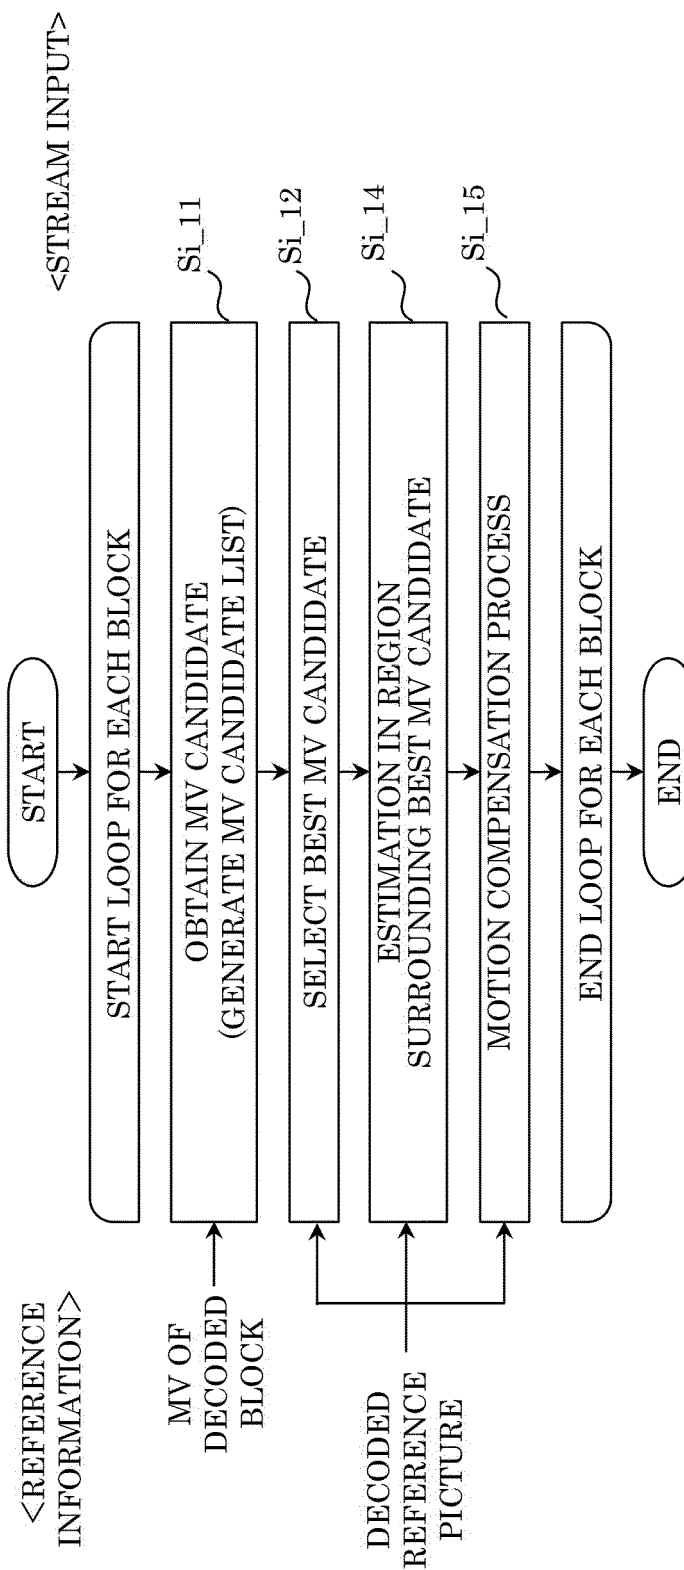 <REFERENCE
INFORMATION>
<STREAM INPUT>
START
START LOOP FOR EACH BLOCK
MV OF
DECODED
BLOCK
OBTAIN MV CANDIDATE
(GENERATE MV CANDIDATE LIST)
Si_11
SELECT BEST MV CANDIDATE
Si_12
DECODED
REFERENCE
PICTURE
ESTIMATION IN REGION
SURROUNDING BEST MV CANDIDATE
Si_14
MOTION COMPENSATION PROCESS
Si_15
END LOOP FOR EACH BLOCK
END